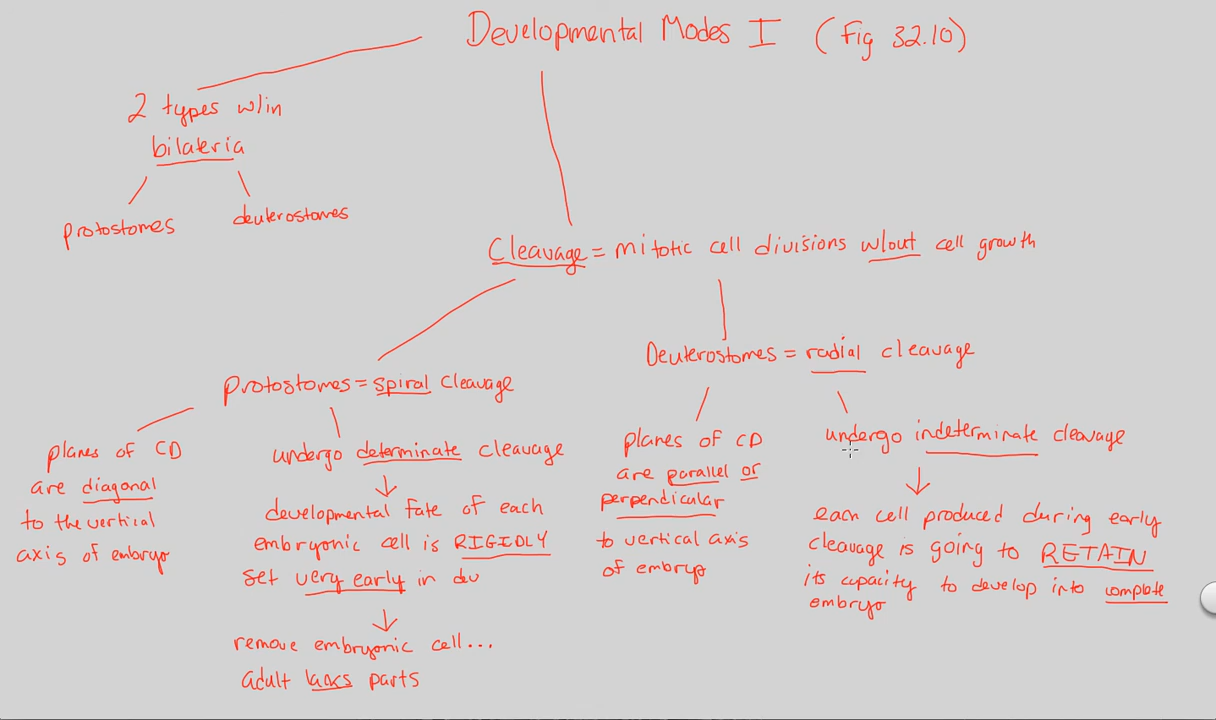 Developmental Modes I (Fig 32.10)
2 types w/in
bilateria
protostomes
deuterostomes
Cleavage = mitotic cell divisions w/out cell growth
Protostomes = spiral cleavage
planes of CD
are diagonal
to the vertical
axis of embryo
undergo determinate cleavage
developmental fate of each
embryonic cell is RIGIDLY
set very early in dev
remove embryonic cell...
adult lacks parts
Deuterostomes = radial cleavage
planes of CD
are parallel or
perpendicular
to vertical axis
of embryo
undergo indeterminate cleavage
each cell produced during early
cleavage is going to RETAIN
its capacity to develop into complete
embryo